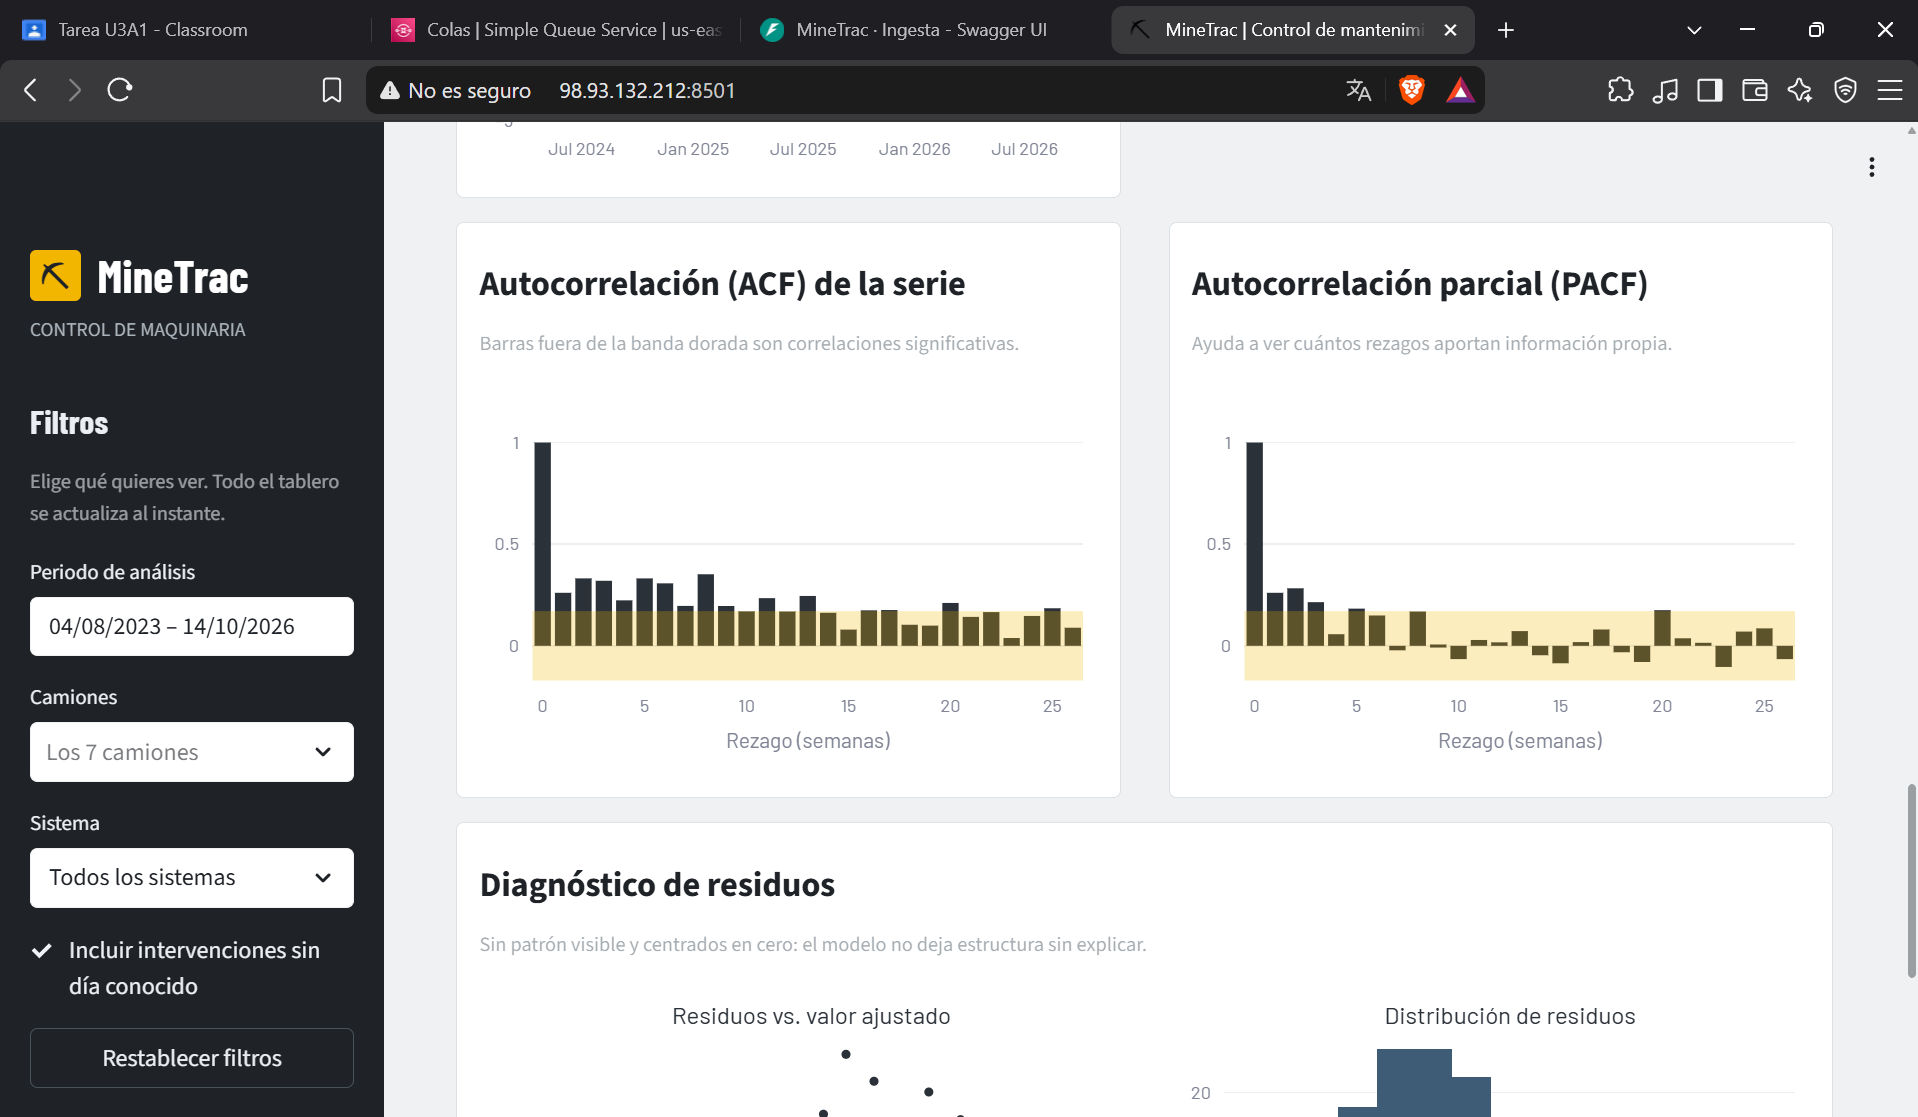 Tarea U3A1 - Classroom
Colas | Simple Queue Service | us-eas
MineTrac · Ingesta - Swagger UI
MineTrac | Control de mantenimi
No es seguro
98.93.132.212:8501
MineTrac
CONTROL DE MAQUINARIA
Filtros
Elige qué quieres ver. Todo el tablero
se actualiza al instante.
Periodo de análisis
04/08/2023 – 14/10/2026
Camiones
Los 7 camiones
Sistema
Todos los sistemas
Incluir intervenciones sin
día conocido
Restablecer filtros
Jul 2024 Jan 2025 Jul 2025 Jan 2026 Jul 2026
Autocorrelación (ACF) de la serie
Barras fuera de la banda dorada son correlaciones significativas.
1
0.5
0
0 5 10 15 20 25
Rezago (semanas)
Autocorrelación parcial (PACF)
Ayuda a ver cuántos rezagos aportan información propia.
1
0.5
0
0 5 10 15 20 25
Rezago (semanas)
Diagnóstico de residuos
Sin patrón visible y centrados en cero: el modelo no deja estructura sin explicar.
Residuos vs. valor ajustado
Distribución de residuos
20